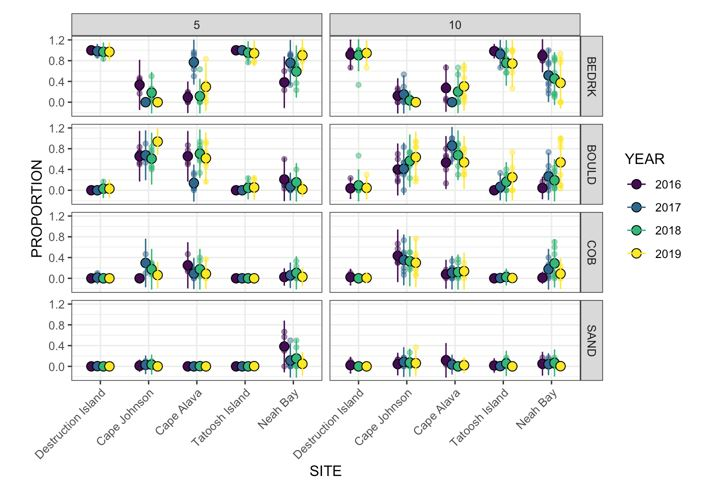 5
10
1.2
0.8
0.4
0.0
BEDRK
1.2
0.8
0.4
0.0
BOULD
1.2
0.8
0.4
0.0
COB
1.2
0.8
0.4
0.0
SAND
PROPORTION
Destruction Island
Cape Johnson
Cape Alava
Tatoosh Island
Neah Bay
Destruction Island
Cape Johnson
Cape Alava
Tatoosh Island
Neah Bay
SITE
YEAR
2016
2017
2018
2019